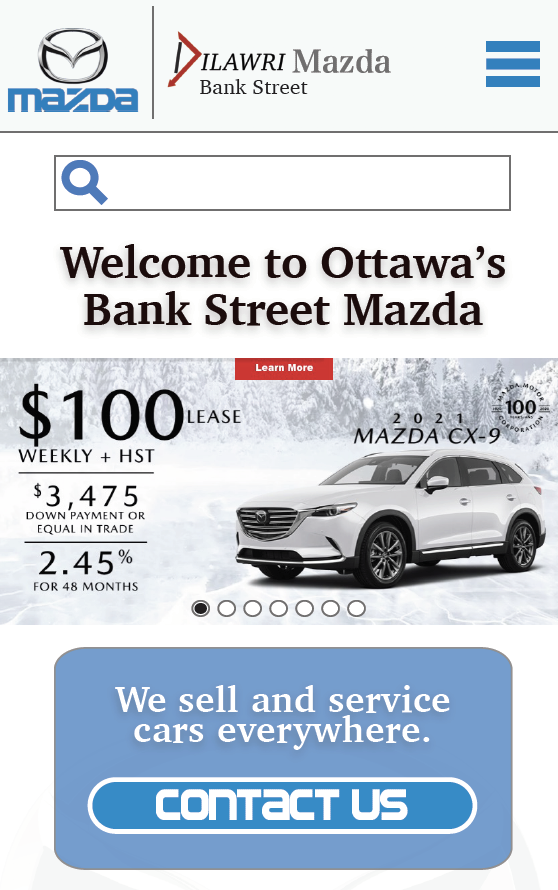 mazda
DILAWRI Mazda
Bank Street
Welcome to Ottawa's
Bank Street Mazda
Learn More
$100 LEASE
WEEKLY + HST
$3,475
DOWN PAYMENT OR
EQUAL IN TRADE
2.45%
FOR 48 MONTHS
MAZDA MOTOR
100
CORPORATION
2021
MAZDA CX-9
We sell and service
cars everywhere.
CONTACT US